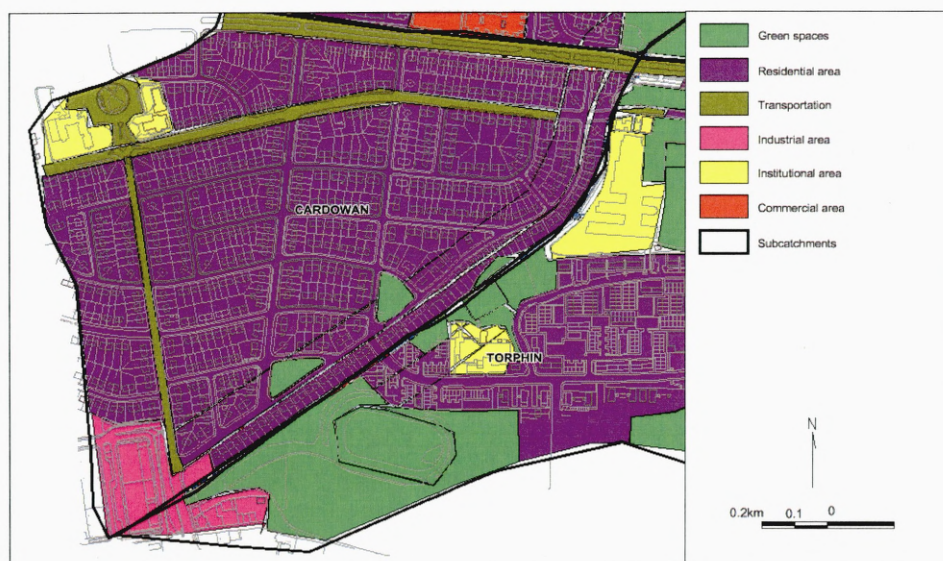 Green spaces
Residential area
Transportation
Industrial area
Institutional area
Commercial area
Subcatchments
CARDOWAN
TORPHIN
N
0.2km 0.1 0